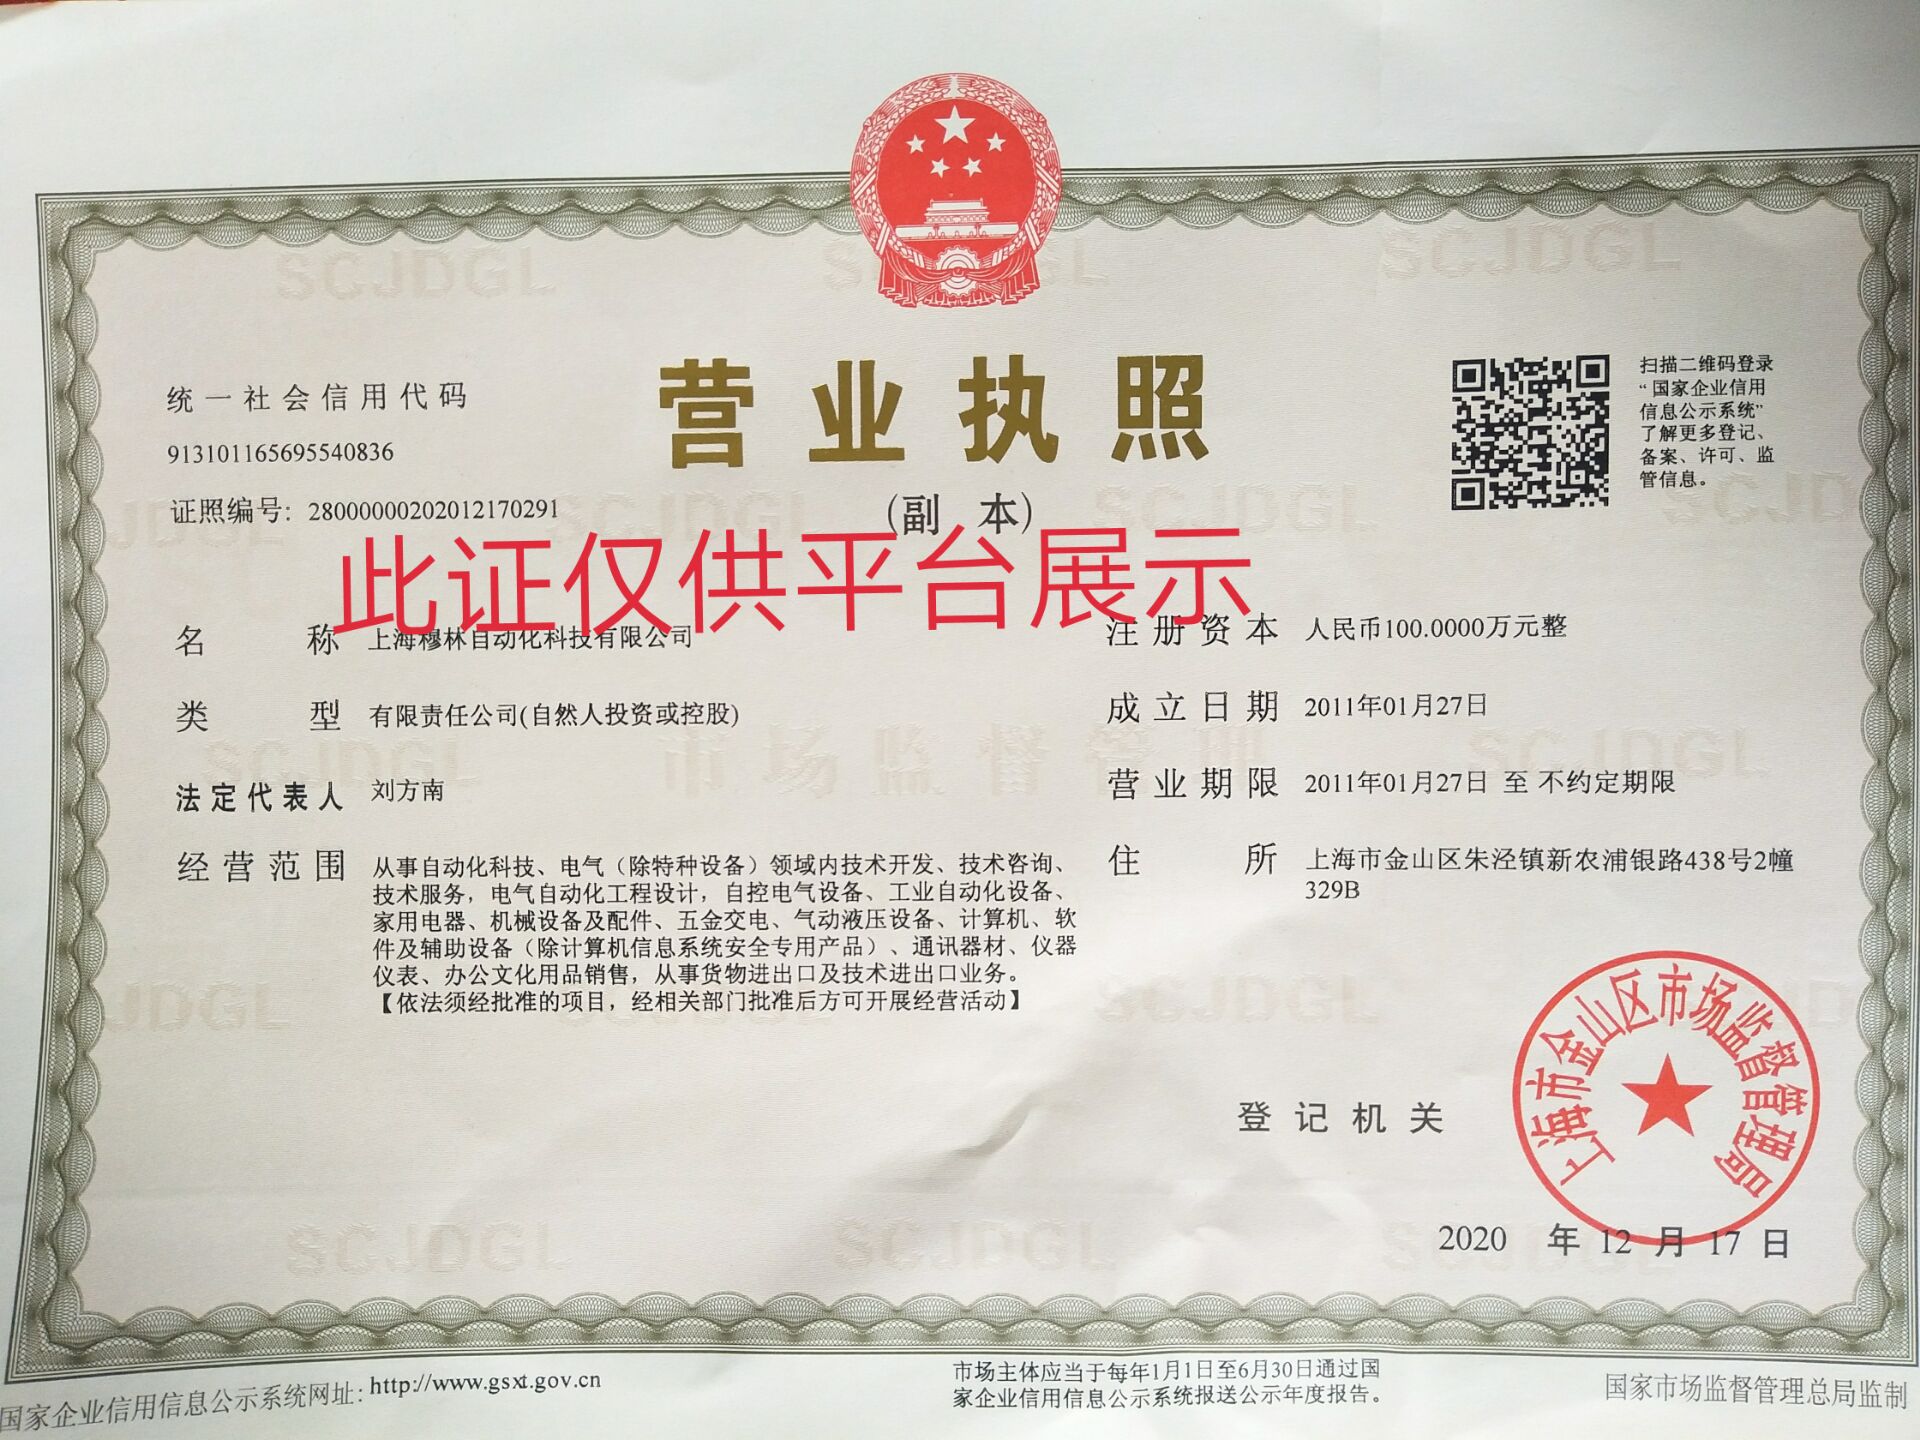 统一社会信用代码
913101165695540836
证照编号：28000000202012170291
营业执照
（副 本）
扫描二维码登录
“国家企业信用
信息公示系统”
了解更多登记、
备案、许可、监
管信息。
此证仅供平台展示
名 称 上海穆林自动化科技有限公司
类 型 有限责任公司(自然人投资或控股)
法定代表人 刘方南
经营范围 从事自动化科技、电气（除特种设备）领域内技术开发、技术咨询、
技术服务，电气自动化工程设计，自控电气设备、工业自动化设备、
家用电器、机械设备及配件、五金交电、气动液压设备、计算机、软
件及辅助设备（除计算机信息系统安全专用产品）、通讯器材、仪器
仪表、办公文化用品销售，从事货物进出口及技术进出口业务。
【依法须经批准的项目，经相关部门批准后方可开展经营活动】
注册资本 人民币100.0000万元整
成立日期 2011年01月27日
营业期限 2011年01月27日 至 不约定期限
住 所 上海市金山区朱泾镇新农浦银路438号2幢
329B
登记机关
上海市金山区市场监督管理局
2020 年 12 月 17 日
国家企业信用信息公示系统网址：http://www.gsxt.gov.cn
市场主体应当于每年1月1日至6月30日通过国
家企业信用信息公示系统报送公示年度报告。
国家市场监督管理总局监制
SCJDGL
市场监督管理